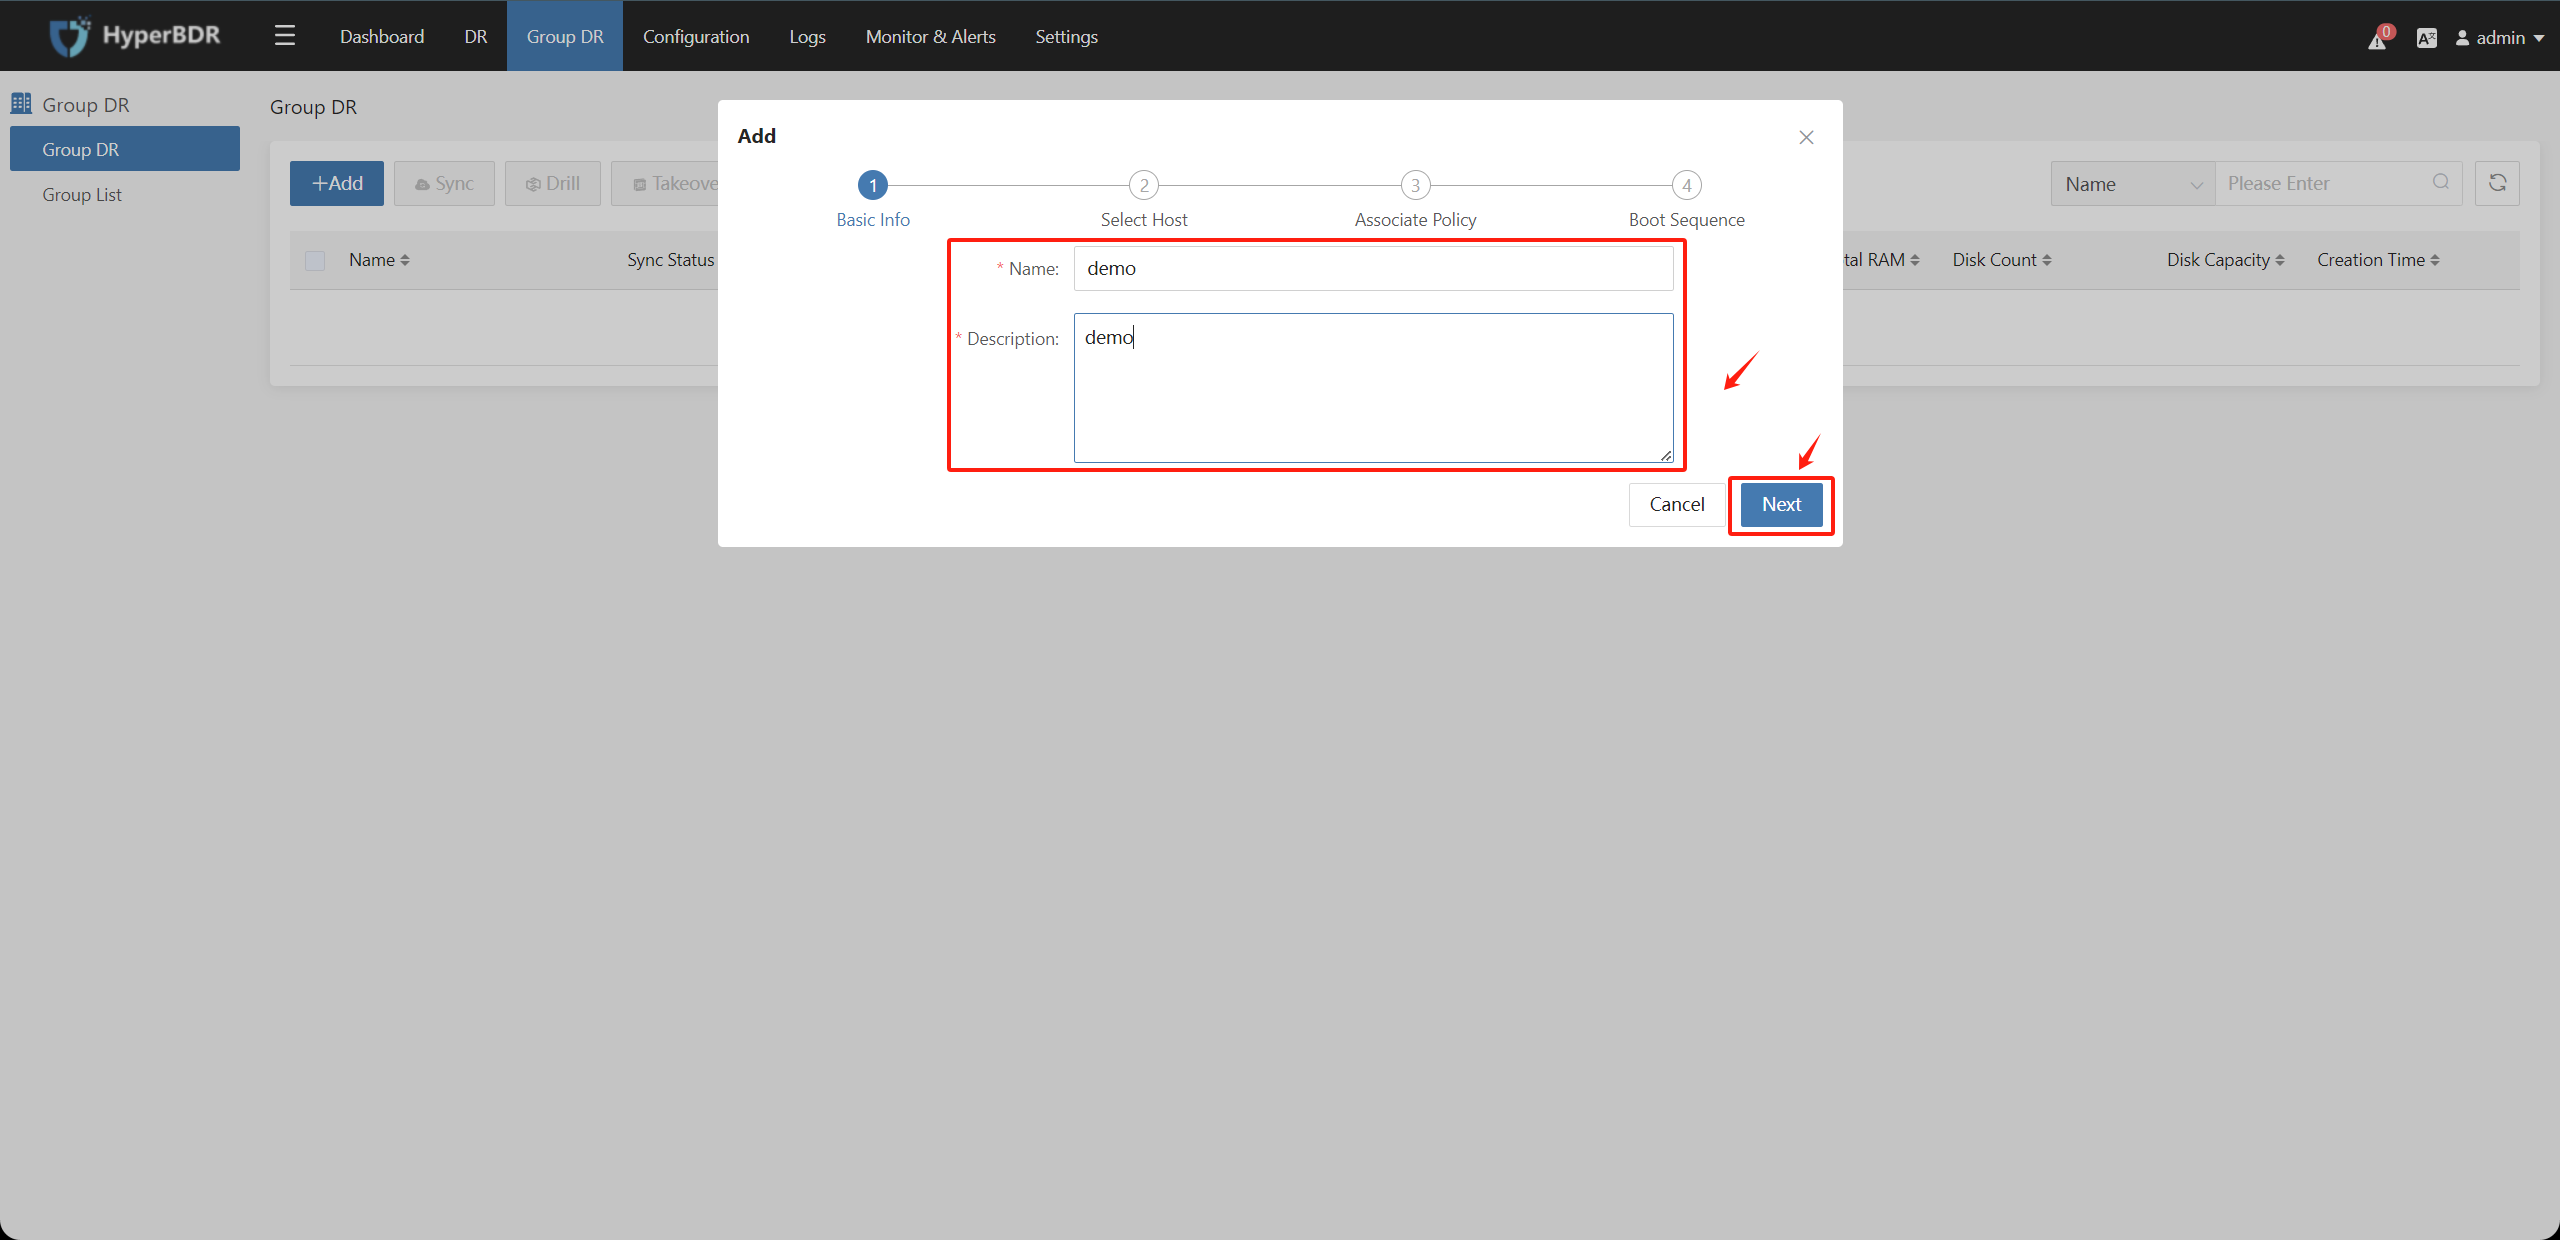 HyperBDR
Dashboard DR Group DR Configuration Logs Monitor & Alerts Settings
0 admin
Group DR
Group DR
Group List
Group DR
+Add Sync Drill Takeove
Name Please Enter
Name Sync Status tal RAM Disk Count Disk Capacity Creation Time
Add
1 2 3 4
Basic Info Select Host Associate Policy Boot Sequence
* Name: demo
* Description: demo
Cancel Next